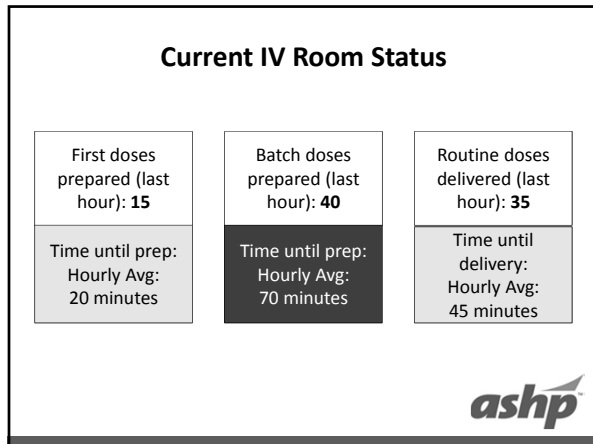 Current IV Room Status
First doses
prepared (last
hour): 15
Time until prep:
Hourly Avg:
20 minutes
Batch doses
prepared (last
hour): 40
Time until prep:
Hourly Avg:
70 minutes
Routine doses
delivered (last
hour): 35
Time until
delivery:
Hourly Avg:
45 minutes
ashp™